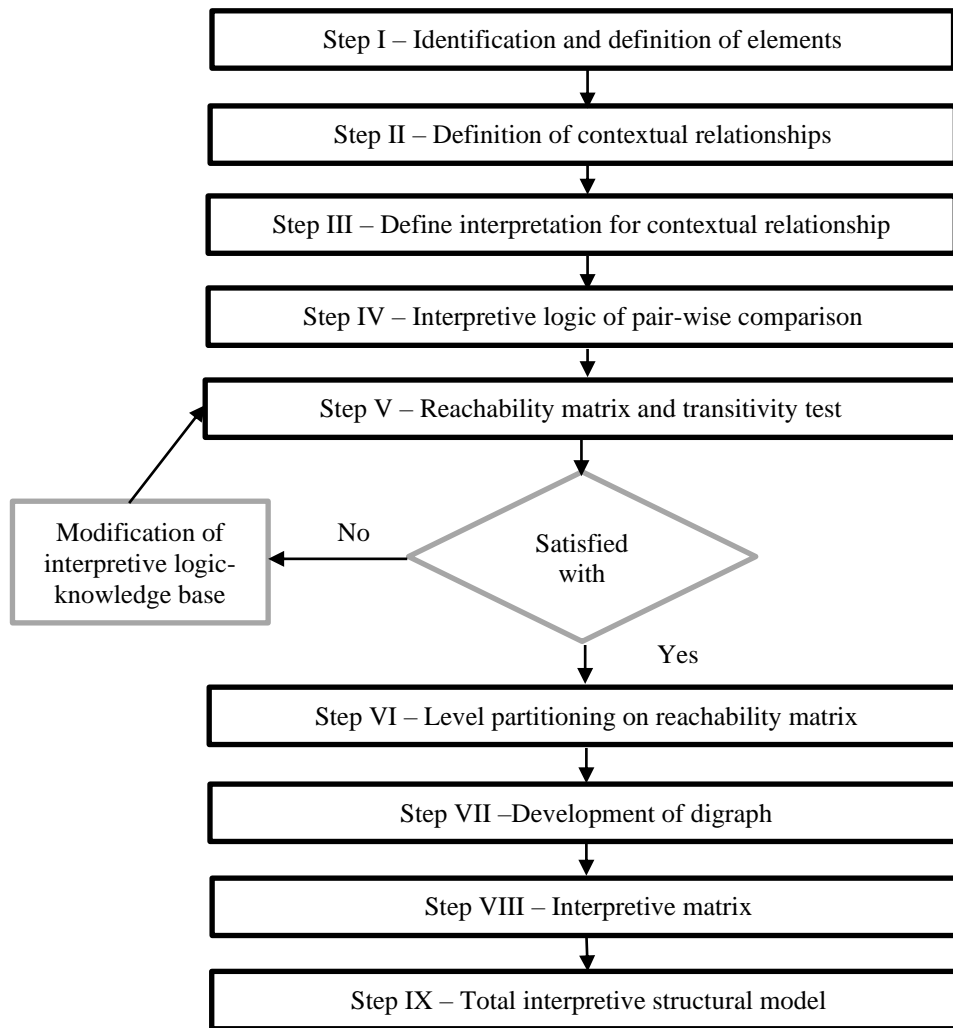 Step I – Identification and definition of elements
Step II – Definition of contextual relationships
Step III – Define interpretation for contextual relationship
Step IV – Interpretive logic of pair-wise comparison
Step V – Reachability matrix and transitivity test
Modification of
interpretive logic-
knowledge base
No
Satisfied
with
Yes
Step VI – Level partitioning on reachability matrix
Step VII –Development of digraph
Step VIII – Interpretive matrix
Step IX – Total interpretive structural model